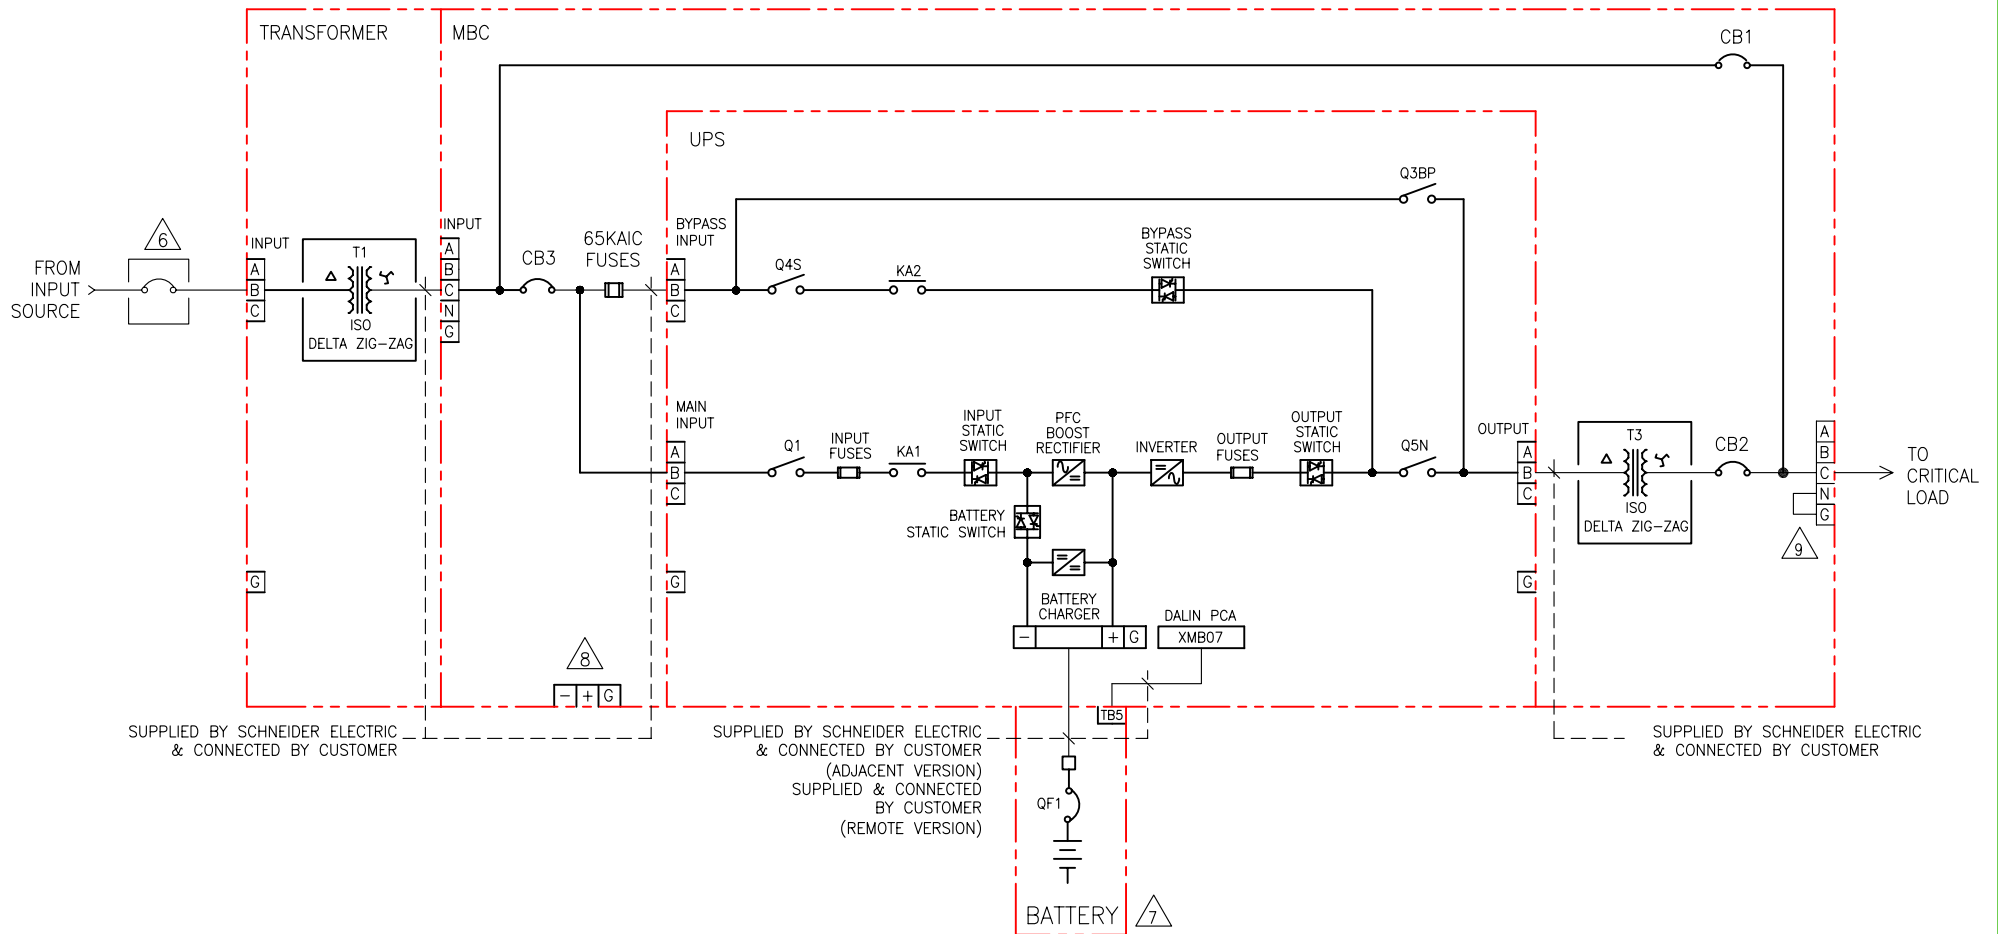 TRANSFORMER
MBC
CB1
UPS
Q3BP
6
FROM
INPUT
SOURCE
INPUT
A
B
C
T1
ISO
DELTA ZIG-ZAG
INPUT
A
B
C
N
G
CB3
65KAIC
FUSES
BYPASS
INPUT
A
B
C
Q4S
KA2
BYPASS
STATIC
SWITCH
MAIN
INPUT
A
B
C
Q1
INPUT
FUSES
KA1
INPUT
STATIC
SWITCH
PFC
BOOST
RECTIFIER
INVERTER
OUTPUT
FUSES
OUTPUT
STATIC
SWITCH
Q5N
OUTPUT
A
B
C
T3
ISO
DELTA ZIG-ZAG
CB2
A
B
C
N
G
TO
CRITICAL
LOAD
9
BATTERY
STATIC SWITCH
G
G
G
BATTERY
CHARGER
- + G
DALIN PCA
XMB07
8
- + G
TB5
SUPPLIED BY SCHNEIDER ELECTRIC
& CONNECTED BY CUSTOMER
SUPPLIED BY SCHNEIDER ELECTRIC
& CONNECTED BY CUSTOMER
(ADJACENT VERSION)
SUPPLIED & CONNECTED
BY CUSTOMER
(REMOTE VERSION)
SUPPLIED BY SCHNEIDER ELECTRIC
& CONNECTED BY CUSTOMER
QF1
BATTERY
7